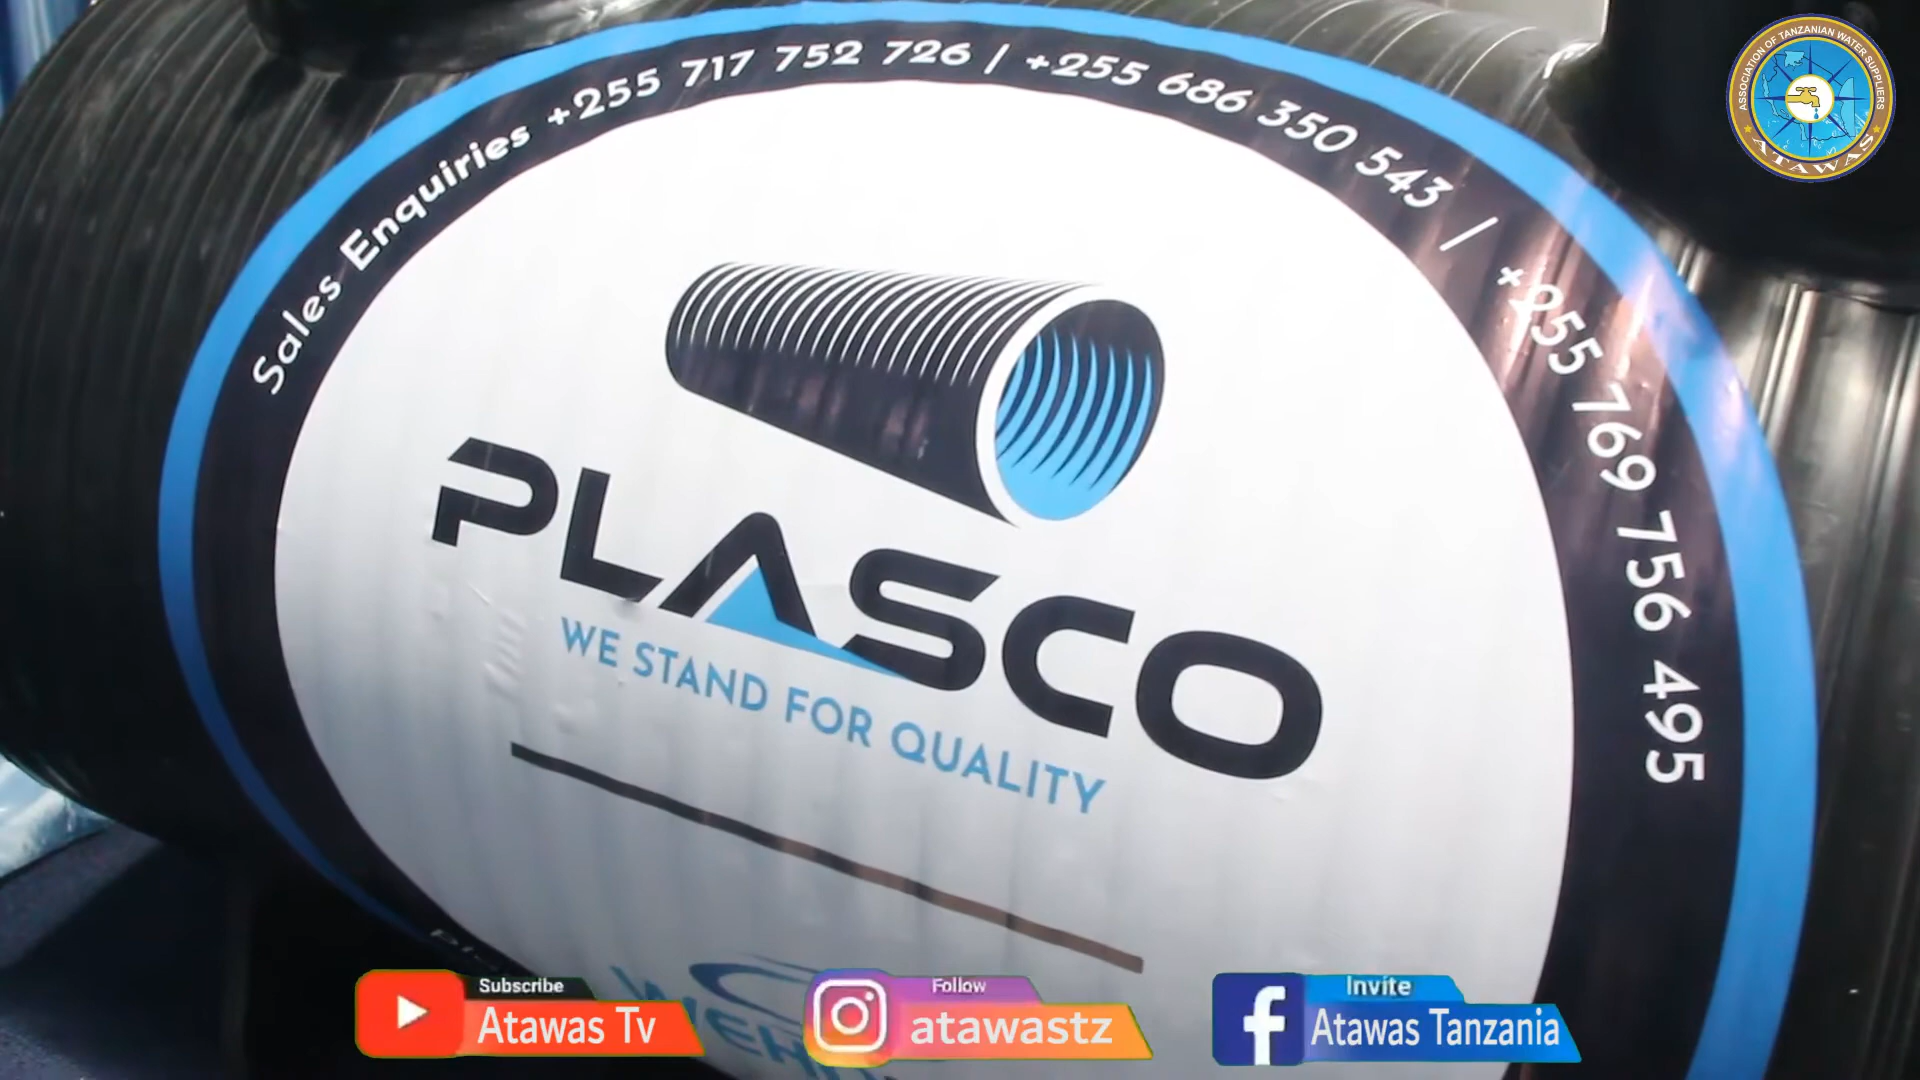 Sales Enquiries +255 717 752 726 / +255 686 350 543 / +255 769 756 495
ASSOCIATION OF TANZANIAN WATER SUPPLIERS
ATAWAS
PLASCO
WE STAND FOR QUALITY
Subscribe
Atawas Tv
Follow
atawastz
Invite
Atawas Tanzania